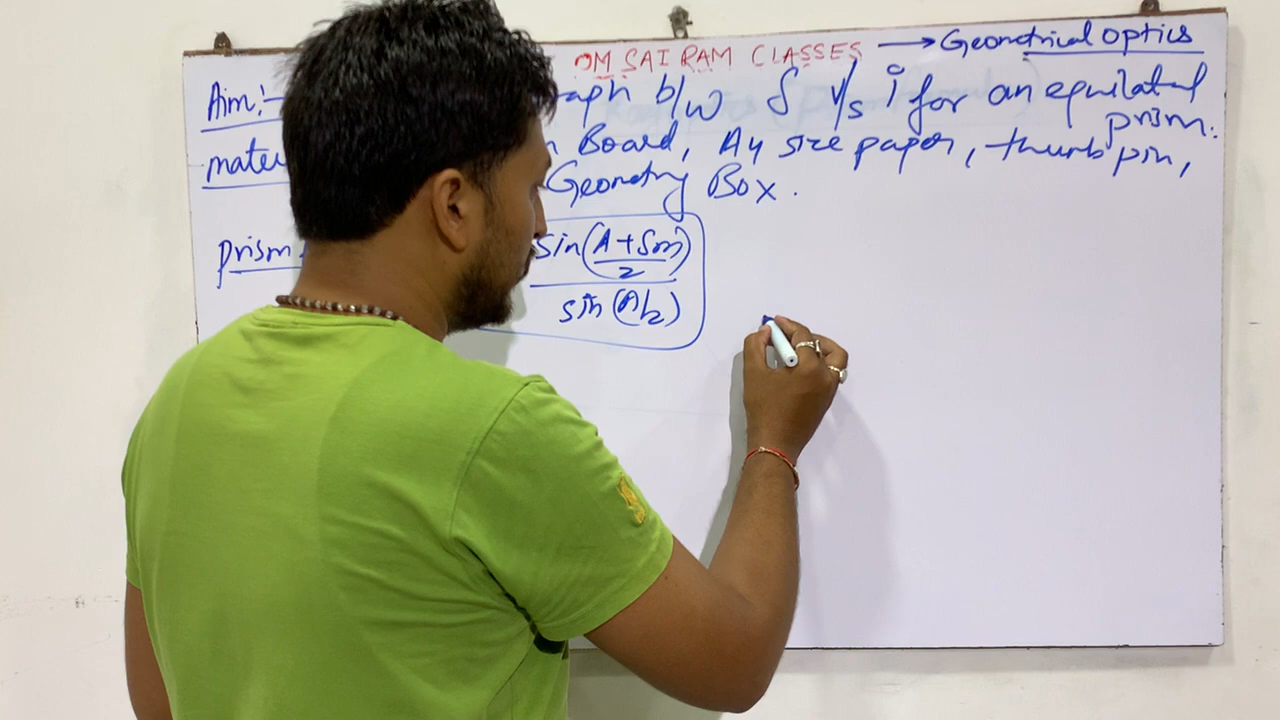 OM SAI RAM CLASSES → Geometrical optics
Aim:- raph b/w δ v/s i for an equilateral prism.
mate n Board, A4 size paper, thumb pin,
Geometry Box.
prism sin(A+δm)/2
sin(A/2)